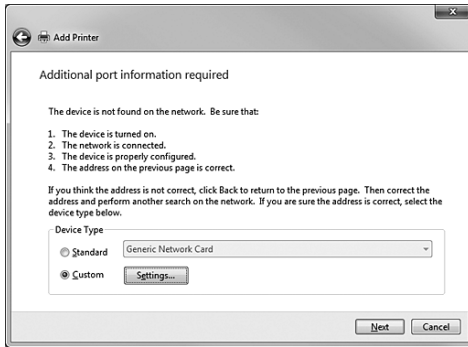 Add Printer
Additional port information required
The device is not found on the network. Be sure that:
1. The device is turned on.
2. The network is connected.
3. The device is properly configured.
4. The address on the previous page is correct.
If you think the address is not correct, click Back to return to the previous page. Then correct the
address and perform another search on the network. If you are sure the address is correct, select the
device type below.
Device Type
Standard Generic Network Card
Custom Settings...
Next Cancel